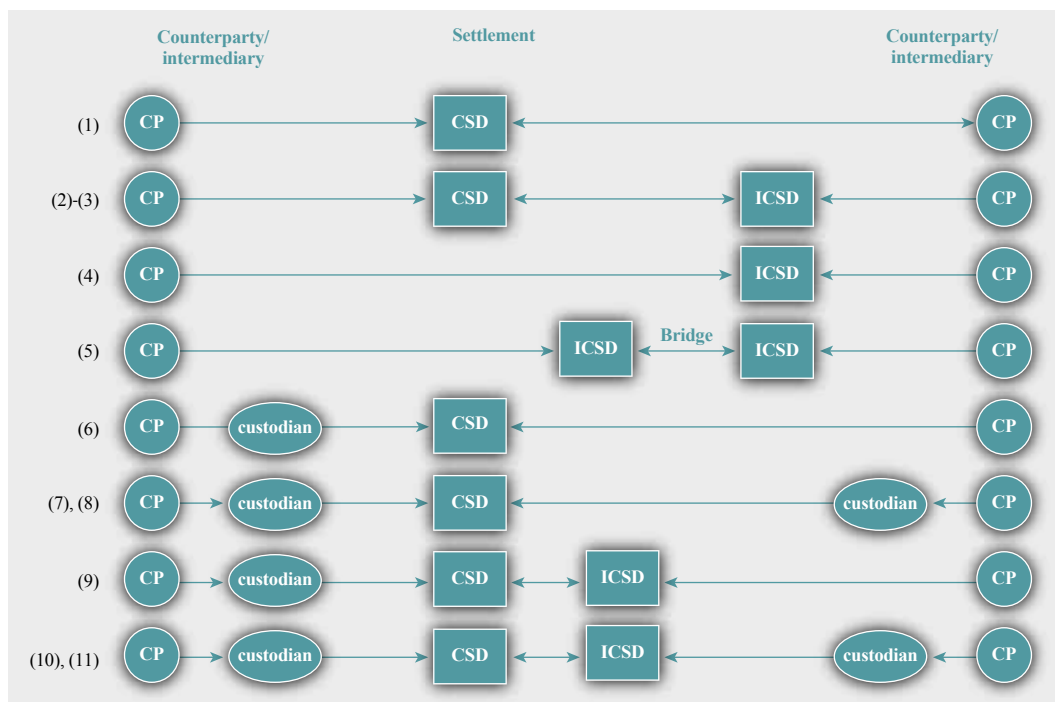 Counterparty/
intermediary
Settlement
Counterparty/
intermediary
(1) CP CSD CP
(2)-(3) CP CSD ICSD CP
(4) CP ICSD CP
(5) CP ICSD Bridge ICSD CP
(6) CP custodian CSD CP
(7), (8) CP custodian CSD custodian CP
(9) CP custodian CSD ICSD CP
(10), (11) CP custodian CSD ICSD custodian CP